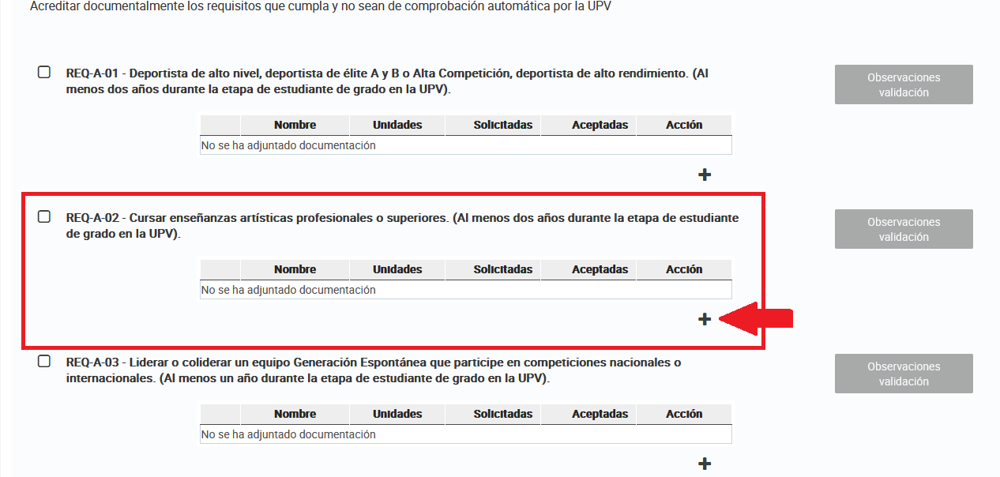 Acreditar documentalmente los requisitos que cumpla y no sean de comprobación automática por la UPV
REQ-A-01 - Deportista de alto nivel, deportista de élite A y B o Alta Competición, deportista de alto rendimiento. (Al
menos dos años durante la etapa de estudiante de grado en la UPV).
Observaciones
validación
Nombre Unidades Solicitadas Aceptadas Acción
No se ha adjuntado documentación
REQ-A-02 - Cursar enseñanzas artísticas profesionales o superiores. (Al menos dos años durante la etapa de estudiante
de grado en la UPV).
Observaciones
validación
Nombre Unidades Solicitadas Aceptadas Acción
No se ha adjuntado documentación
REQ-A-03 - Liderar o coliderar un equipo Generación Espontánea que participe en competiciones nacionales o
internacionales. (Al menos un año durante la etapa de estudiante de grado en la UPV).
Observaciones
validación
Nombre Unidades Solicitadas Aceptadas Acción
No se ha adjuntado documentación